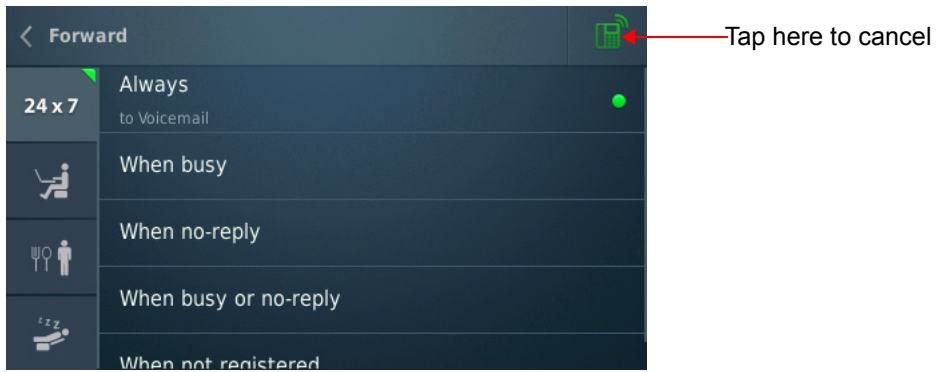 Forward
Tap here to cancel
24 x 7
Always
to Voicemail
When busy
When no-reply
When busy or no-reply
zzz
When not registered